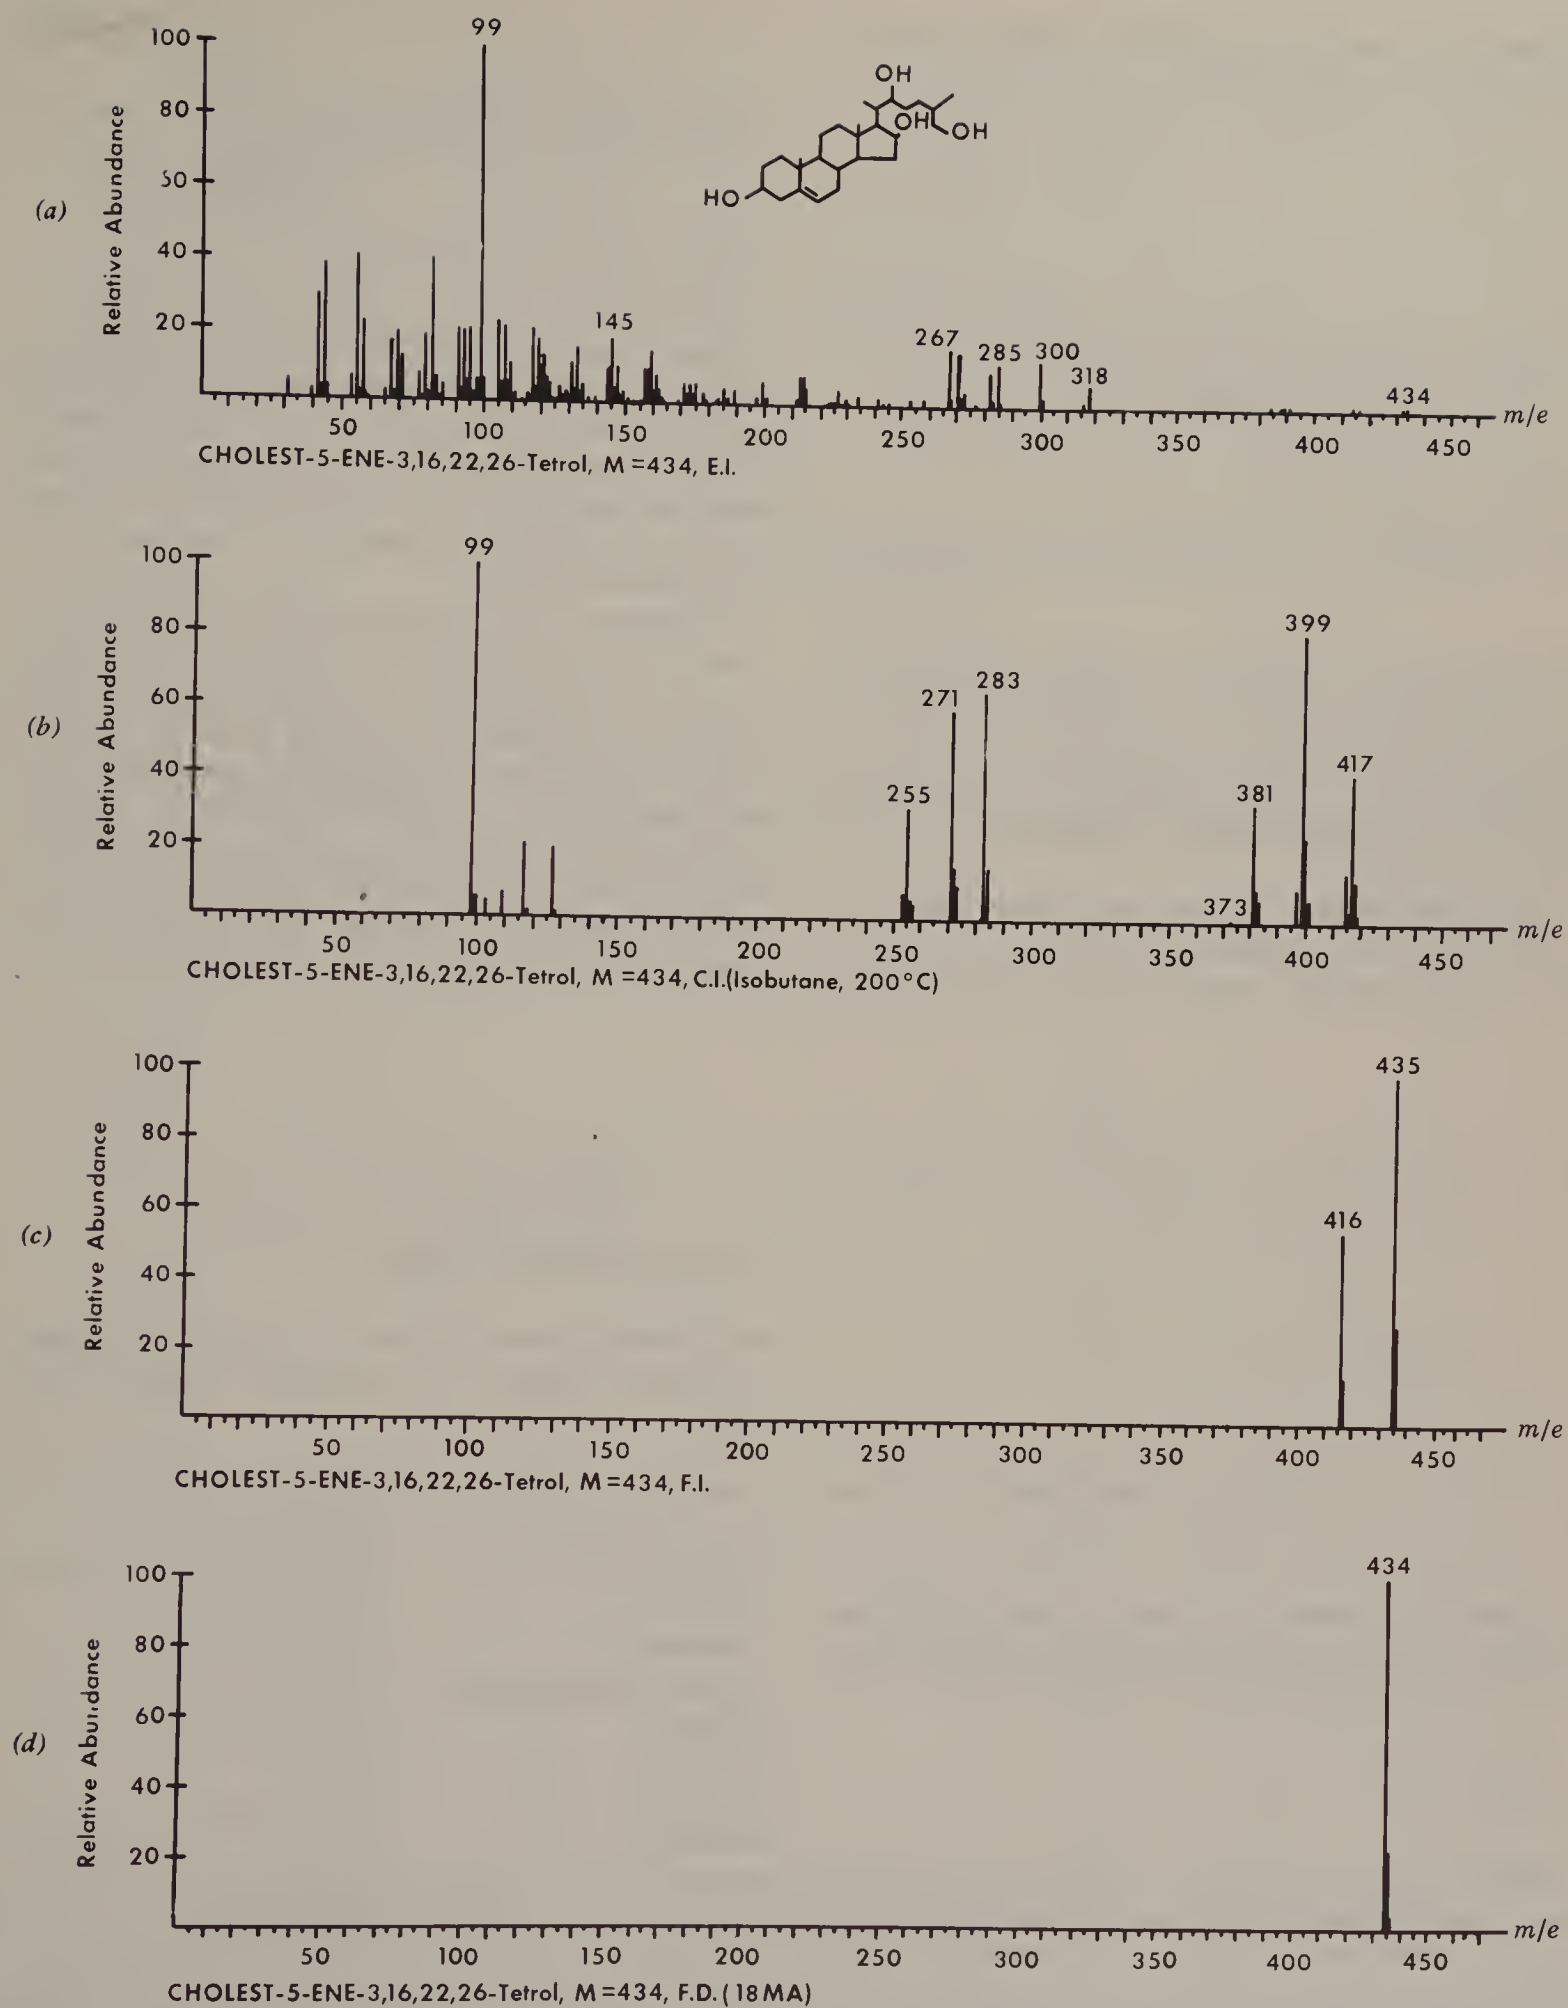 99
100
80
50
40
20
(a)
Relative Abundance
OH
OH
OH
HO
145
267
285
300
318
434
50 100 150 200 250 300 350 400 450 m/e
CHOLEST-5-ENE-3,16,22,26-Tetrol, M=434, E.I.
99
100
80
60
40
20
(b)
Relative Abundance
255
271
283
373
381
399
417
50 100 150 200 250 300 350 400 450 m/e
CHOLEST-5-ENE-3,16,22,26-Tetrol, M=434, C.I.(Isobutane, 200°C)
100
80
60
40
20
(c)
Relative Abundance
416
435
50 100 150 200 250 300 350 400 450 m/e
CHOLEST-5-ENE-3,16,22,26-Tetrol, M=434, F.I.
100
80
60
40
20
(d)
Relative Abundance
434
50 100 150 200 250 300 350 400 450 m/e
CHOLEST-5-ENE-3,16,22,26-Tetrol, M=434, F.D.(18MA)